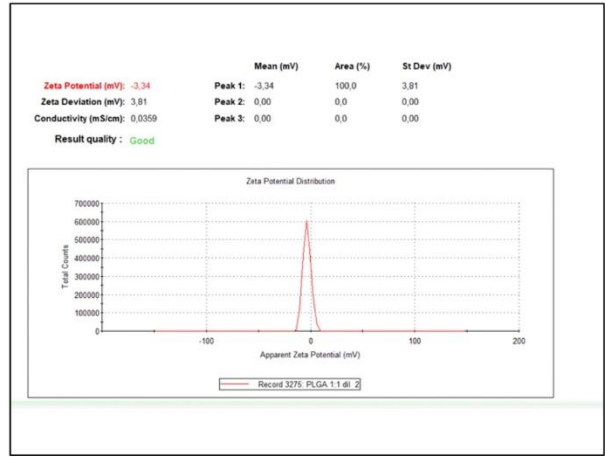 Mean (mV) Area (%) St Dev (mV)
Zeta Potential (mV): -3,34 Peak 1: -3,34 100,0 3,81
Zeta Deviation (mV): 3,81 Peak 2: 0,00 0,0 0,00
Conductivity (mS/cm): 0,0359 Peak 3: 0,00 0,0 0,00
Result quality : Good
Zeta Potential Distribution
700000
600000
500000
400000
300000
200000
100000
0
Total Counts
-100 0 100 200
Apparent Zeta Potential (mV)
Record 3275: PLGA 1:1 dil 2